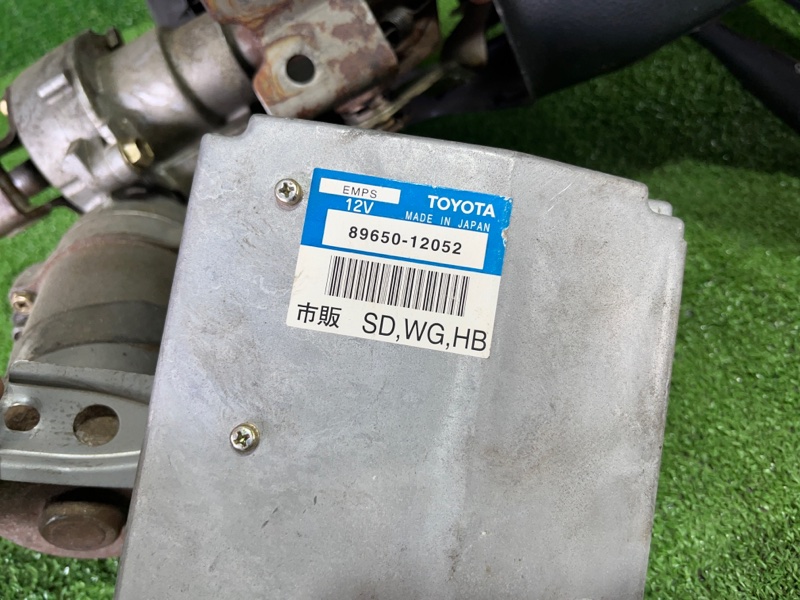 EMPS
TOYOTA
12V
MADE IN JAPAN
89650-12052
市販 SD,WG,HB